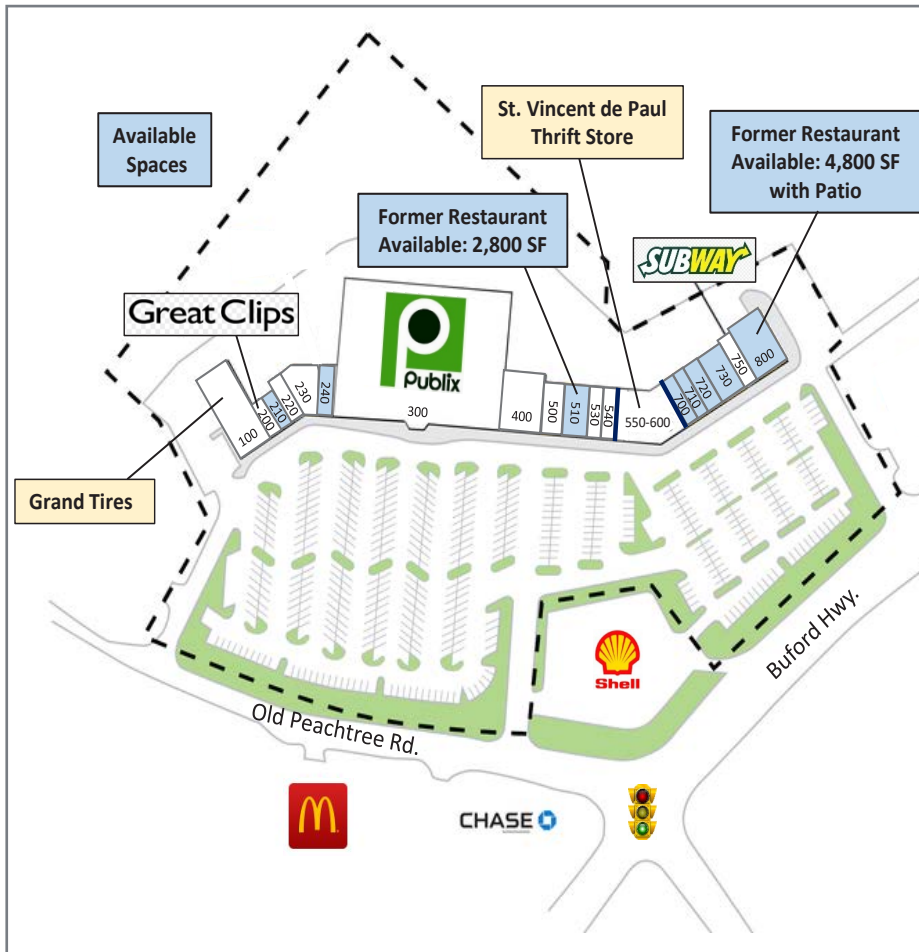 Available
Spaces
St. Vincent de Paul
Thrift Store
Former Restaurant
Available: 4,800 SF
with Patio
Former Restaurant
Available: 2,800 SF
SUBWAY
Great Clips
Publix
100
200
210
220
230
240
300
400
500
510
530
540
550-600
700
710
720
730
750
800
Grand Tires
Shell
Buford Hwy.
Old Peachtree Rd.
M
CHASE